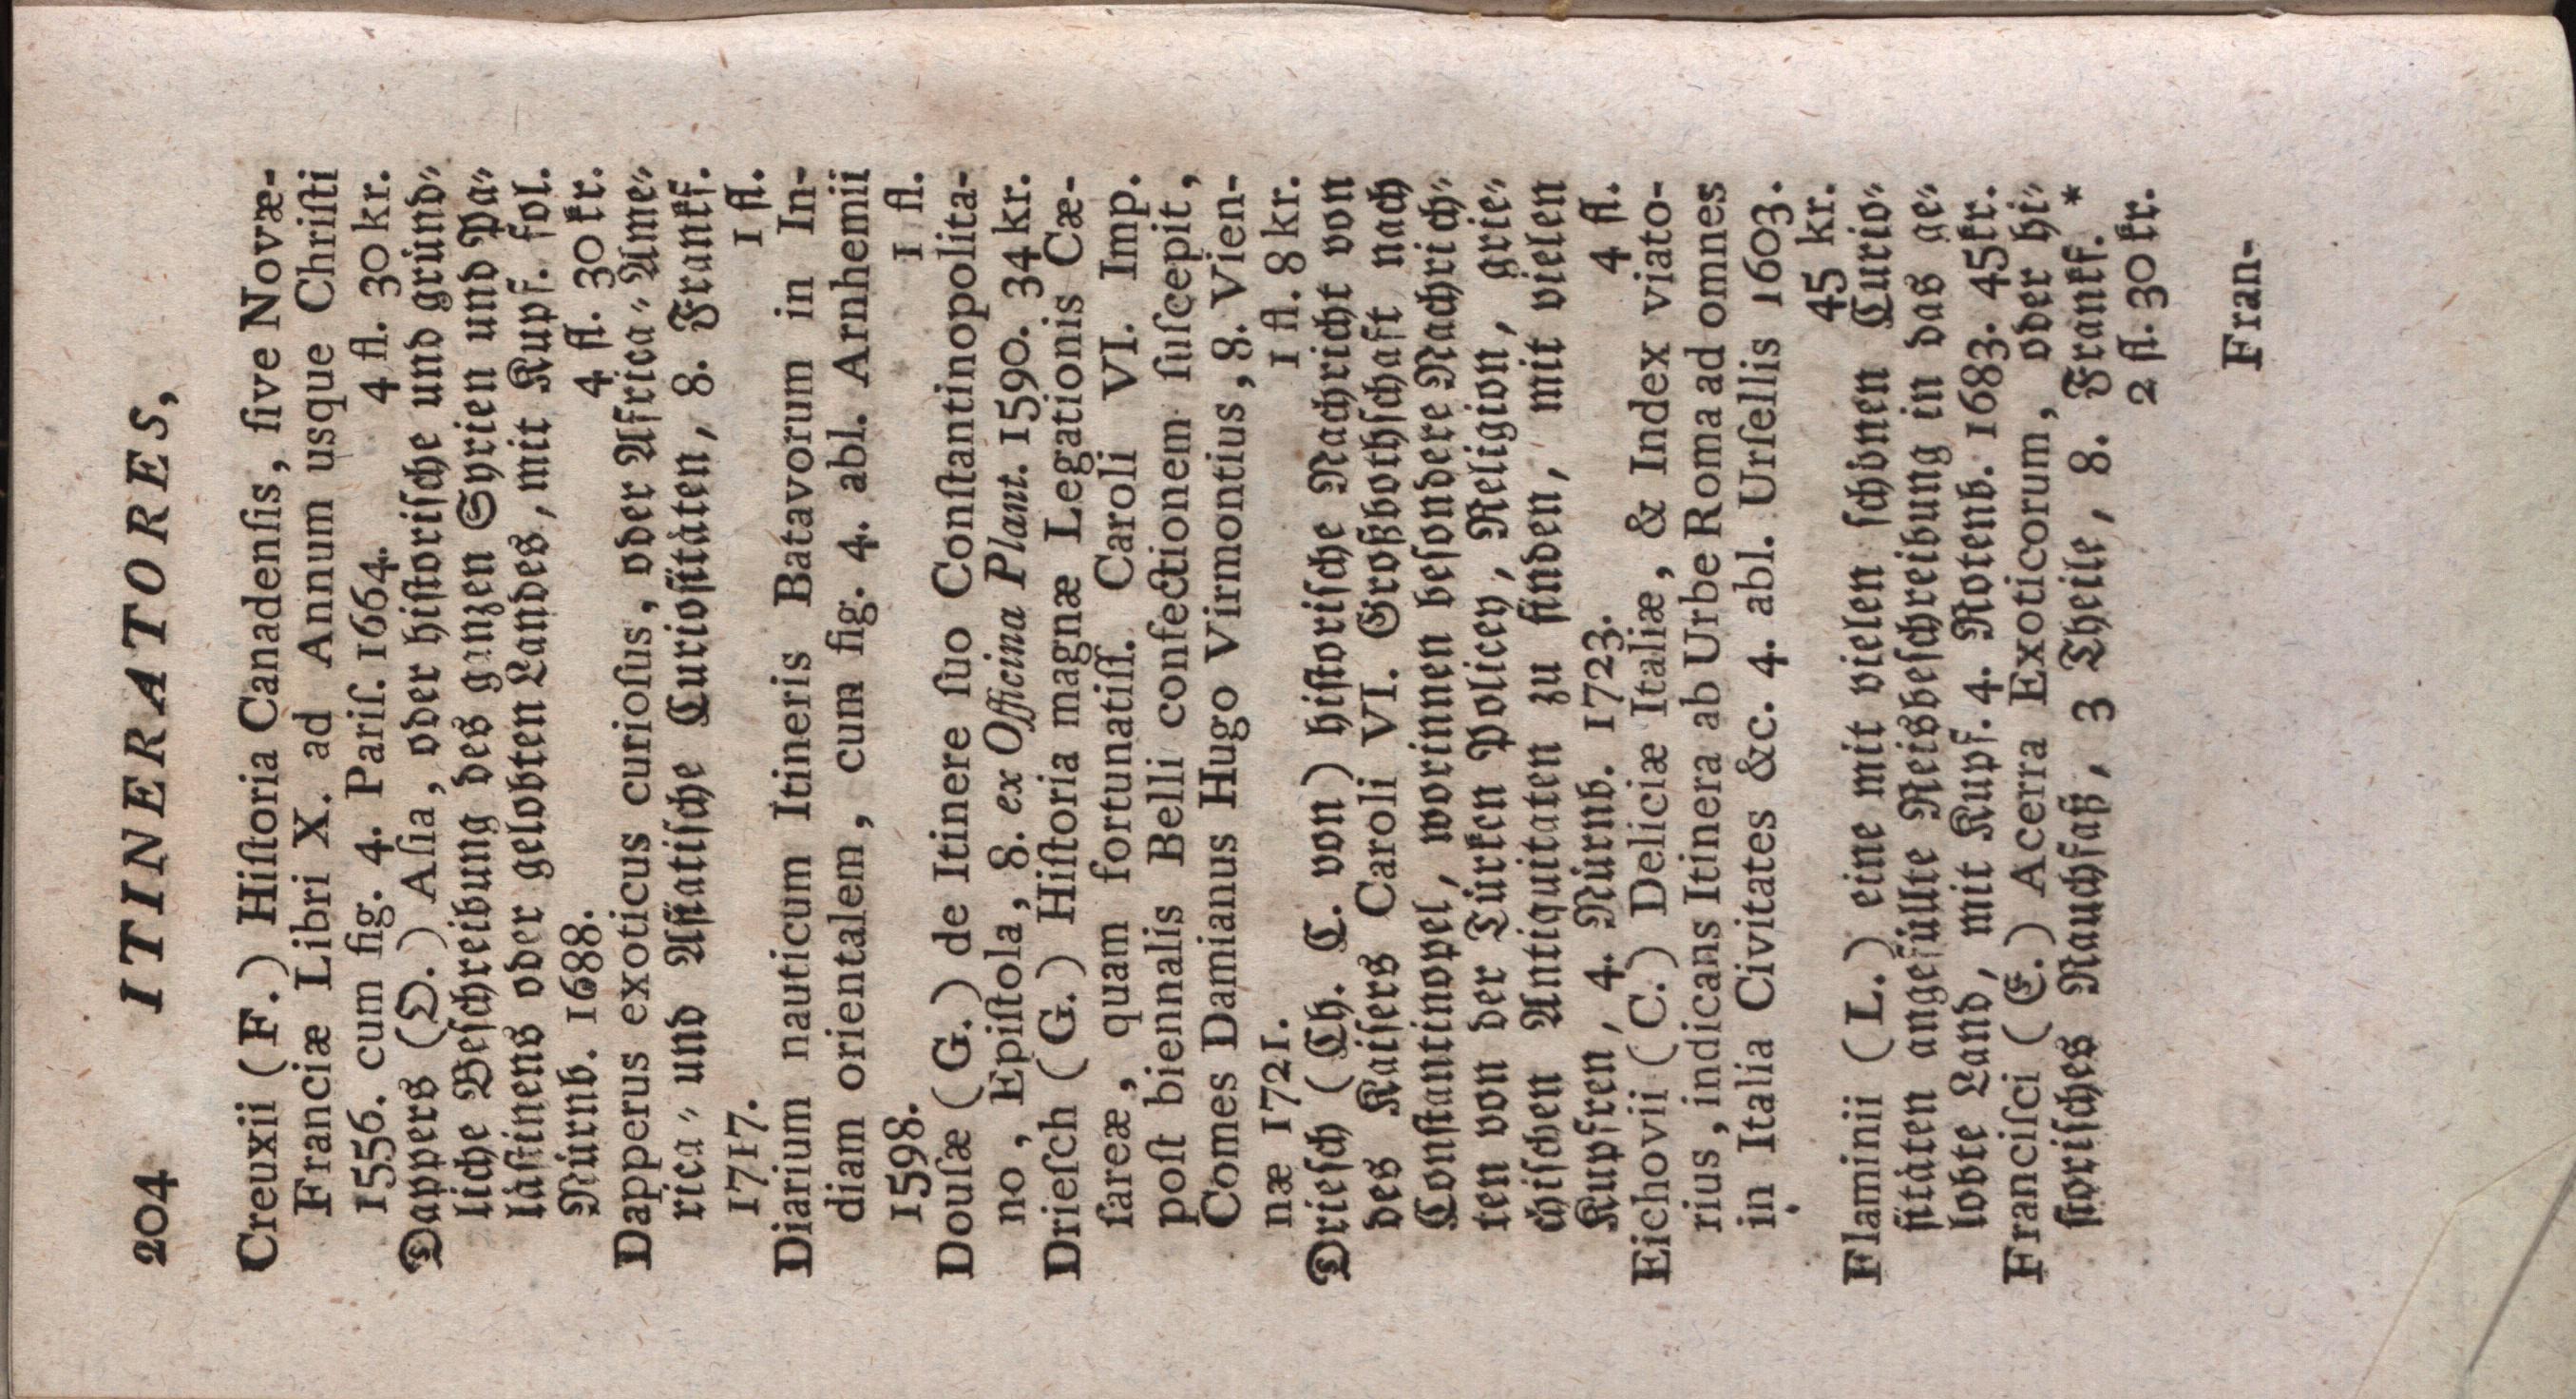 204 ITINERATORES,
Creuxii (F.) Hiſtoria Canadenſis, ſive Novæ-
Franciæ Libri X. ad Annum usque Chriſti
1556. cum fig. 4. Pariſ. 1664. 4 fl. 30 kr.
Dappers (O.) Aſia, oder hiſtoriſche und gründ-
liche Beſchreibung des ganzen Syrien und Pa-
läſtinens oder gelobten Landes, mit Kupf. fol.
Nürnb. 1688. 4 fl. 30 kr.
Dapperus exoticus curioſus, oder Africa-Ame-
rica- und Aſiatiſche Curioſitäten, 8. Frankf.
1717. 1 fl.
Diarium nauticum Itineris Batavorum in In-
diam orientalem, cum fig. 4. abl. Arnhemii
1598. 1 fl.
Douſæ (G.) de Itinere ſuo Conſtantinopolita-
no, Epiſtola, 8. ex Officina Plant. 1590. 34 kr.
Drieſch (G.) Hiſtoria magnæ Legationis Cæ-
ſareæ, quam fortunatiſſ. Caroli VI. Imp.
poſt biennalis Belli confectionem ſuſcepit,
Comes Damianus Hugo Virmontius, 8. Vien-
næ 1721. 1 fl. 8 kr.
Drieſch (Ch. C. von) hiſtoriſche Nachricht von
des Kaiſers Caroli VI. Großbothſchaft nach
Conſtantinopel, worinnen beſondere Nachrich-
ten von der Türken Policey, Religion, grie-
chiſchen Antiquitaten zu finden, mit vielen
Kupfren, 4. Nürnb. 1723. 4 fl.
Eichovii (C.) Deliciæ Italiæ, & Index viato-
rius, indicans Itinera ab Urbe Roma ad omnes
in Italia Civitates &c. 4. abl. Urſellis 1603.
45 kr.
Flaminii (L.) eine mit vielen ſchönen Curio-
ſitäten angefüllte Reisbeſchreibung in das ge-
lobte Land, mit Kupf. 4. Rotenb. 1683. 45 kr.
Franciſci (E.) Acerra Exoticorum, oder hi-
ſtoriſches Rauchfaß, 3 Theile, 8. Frankf. *
2 fl. 30 kr.
Fran-